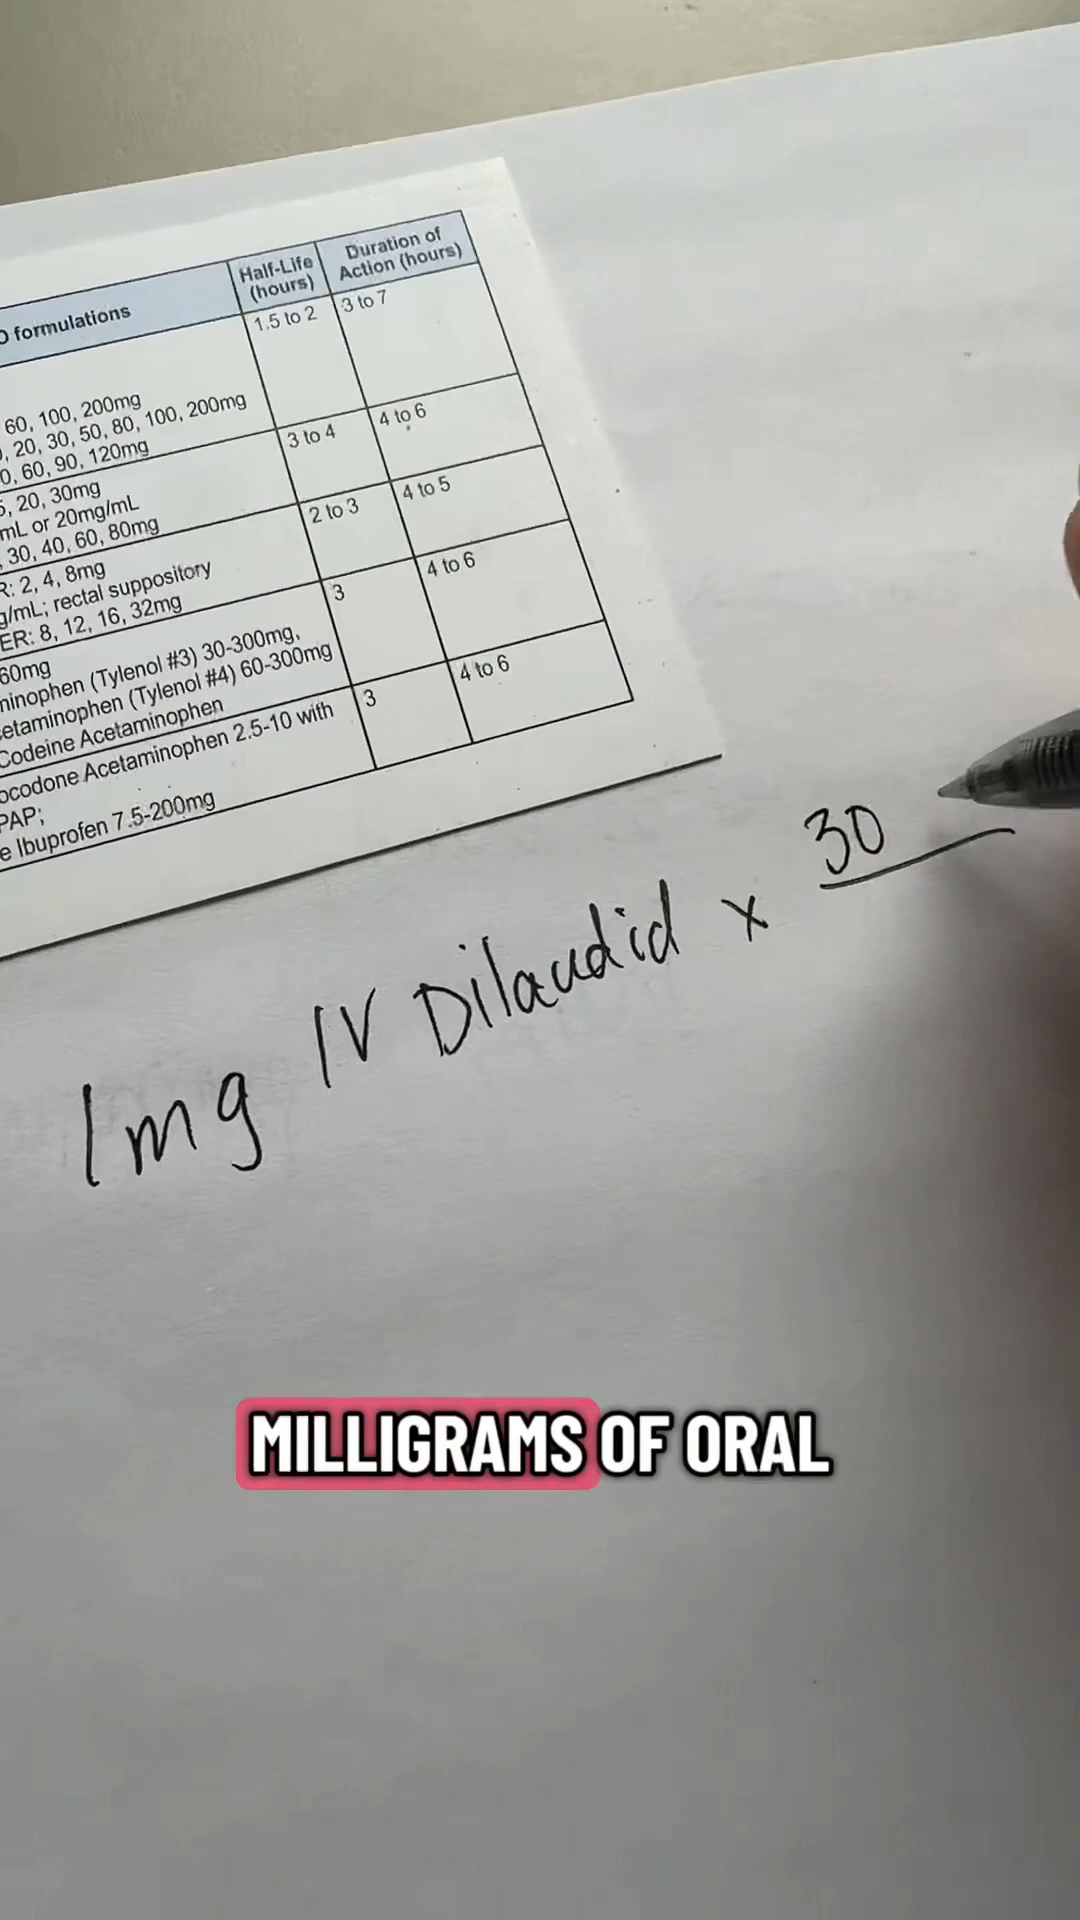 O formulations
Half-Life
(hours)
Duration of
Action (hours)
1.5 to 2
3 to 7
60, 100, 200mg
, 20, 30, 50, 80, 100, 200mg
0, 60, 90, 120mg
3 to 4
4 to 6
5, 20, 30mg
mL or 20mg/mL
, 30, 40, 60, 80mg
2 to 3
4 to 5
R: 2, 4, 8mg
g/mL; rectal suppository
ER: 8, 12, 16, 32mg
3
4 to 6
60mg
minophen (Tylenol #3) 30-300mg,
cetaminophen (Tylenol #4) 60-300mg
Codeine Acetaminophen
3
4 to 6
ocodone Acetaminophen 2.5-10 with
PAP;
e Ibuprofen 7.5-200mg
1mg IV Dilaudid x 30
MILLIGRAMS OF ORAL